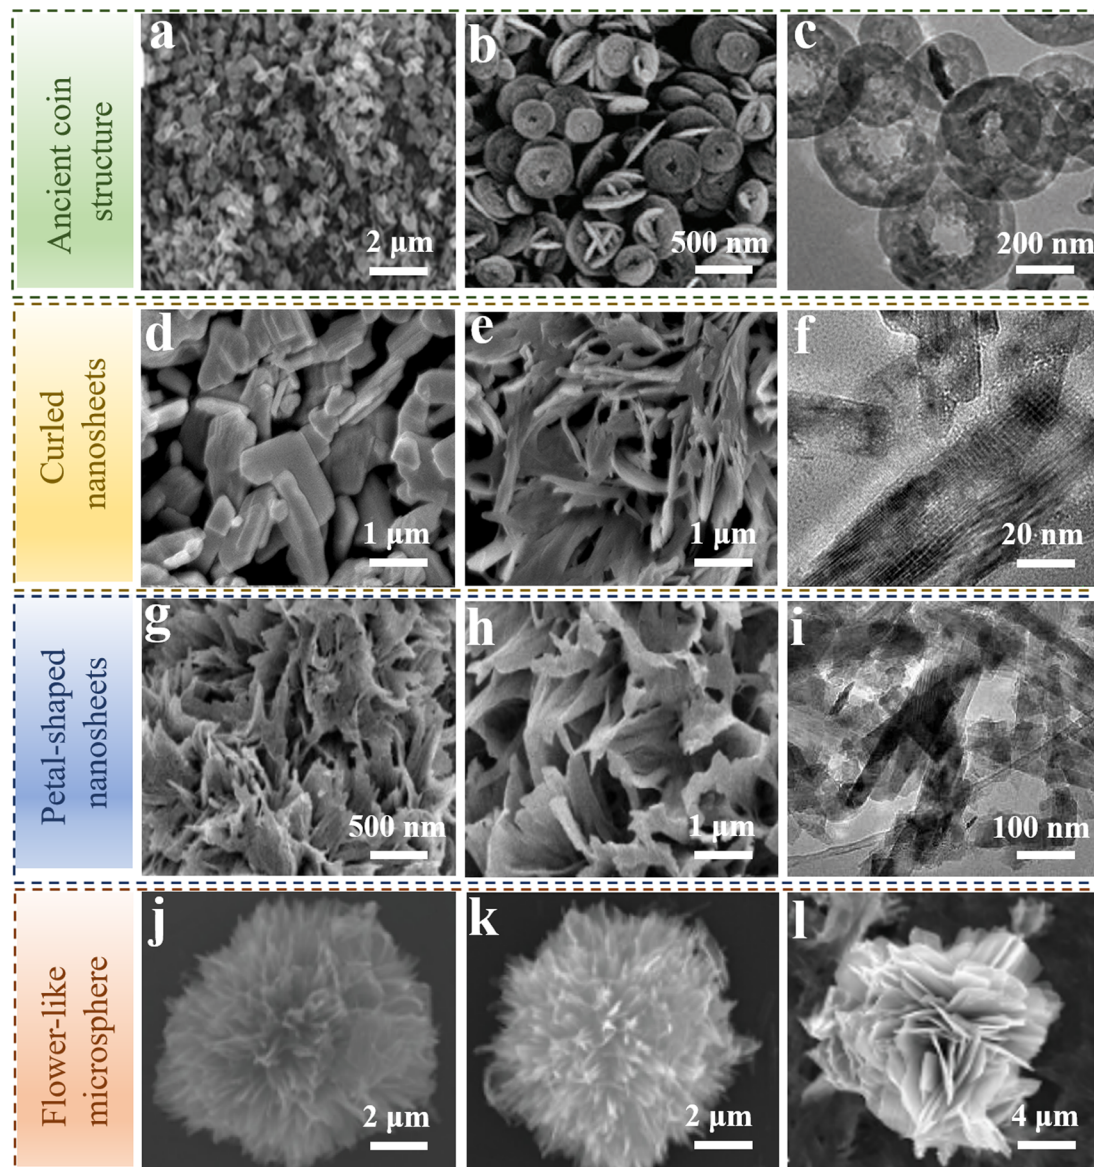 Ancient coin
structure
a
2 μm
b
500 nm
c
200 nm
Curled
nanosheets
d
1 μm
e
1 μm
f
20 nm
Petal-shaped
nanosheets
g
500 nm
h
1 μm
i
100 nm
Flower-like
microsphere
j
2 μm
k
2 μm
l
4 μm